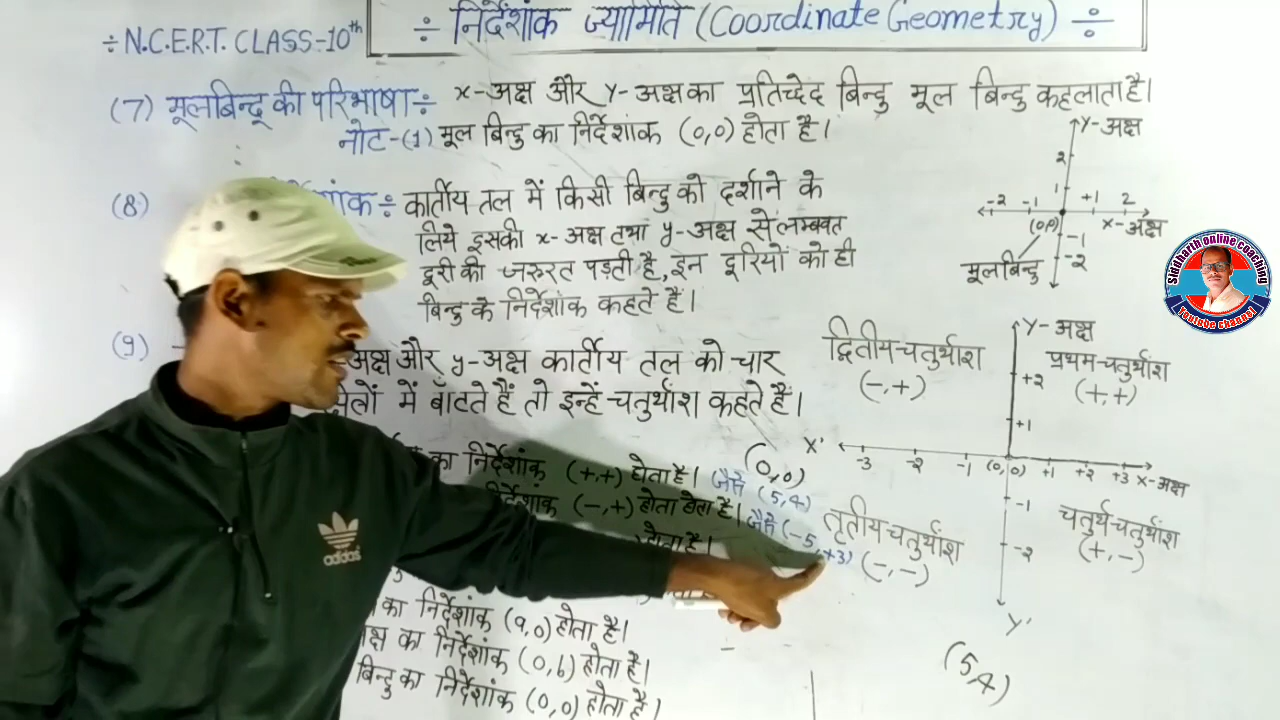 ÷ निर्देशांक ज्यामिति (Coordinate Geometry) ÷
÷ N.C.E.R.T. CLASS-10th
(7) मूलबिन्दू की परिभाषा ÷ x-अक्ष और y-अक्ष का प्रतिच्छेद बिन्दु मूल बिन्दु कहलाता है।
नोट-(1) मूल बिन्दु का निर्देशांक (0,0) होता है।
Y-अक्ष
2
1
-2 -1 +1 2
(0,0) x-अक्ष
-1
-2
मूलबिन्दु
(8) कार्तीय तल में किसी बिन्दु को दर्शाने के
लिये इसकी x-अक्ष तथा y-अक्ष से लम्बवत
दूरी की जरुरत पड़ती है, इन दूरियों को ही
बिन्दु के निर्देशांक कहते हैं।
(9) अक्ष और y-अक्ष कार्तीय तल को चार
में बाँटते हैं तो इन्हें चतुर्थांश कहते हैं।
का निर्देशांक (+,+) होता है। जैसे (5,4)
निर्देशांक (-,+) होता होता है। जैसे (-5,+3)
होता है।
का निर्देशांक (a,0) होता है।
का निर्देशांक (0,b) होता है।
बिन्दु का निर्देशांक (0,0) होता है।
(0,0)
Y-अक्ष
द्वितीय-चतुर्थांश
(-,+)
प्रथम-चतुर्थांश
(+,+)
+2
+1
X' -3 -2 -1 (0,0) +1 +2 +3 X-अक्ष
-1
-2
तृतीय-चतुर्थांश
(-,-)
चतुर्थ-चतुर्थांश
(+,-)
Y'
(5,4)
Siddharth online coaching
Youtube channel
adidas